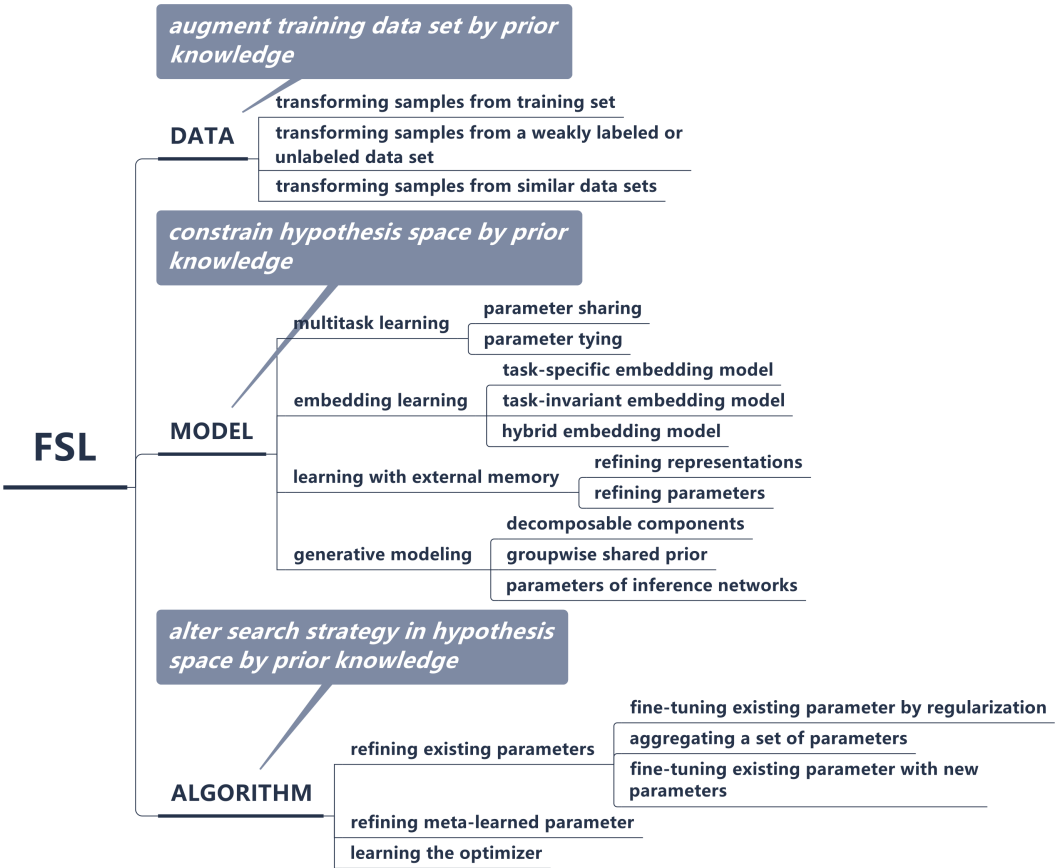 augment training data set by prior
knowledge
transforming samples from training set
DATA
transforming samples from a weakly labeled or
unlabeled data set
transforming samples from similar data sets
constrain hypothesis space by prior
knowledge
multitask learning
parameter sharing
parameter tying
embedding learning
task-specific embedding model
task-invariant embedding model
hybrid embedding model
MODEL
FSL
learning with external memory
refining representations
refining parameters
generative modeling
decomposable components
groupwise shared prior
parameters of inference networks
alter search strategy in hypothesis
space by prior knowledge
refining existing parameters
fine-tuning existing parameter by regularization
aggregating a set of parameters
fine-tuning existing parameter with new
parameters
ALGORITHM
refining meta-learned parameter
learning the optimizer